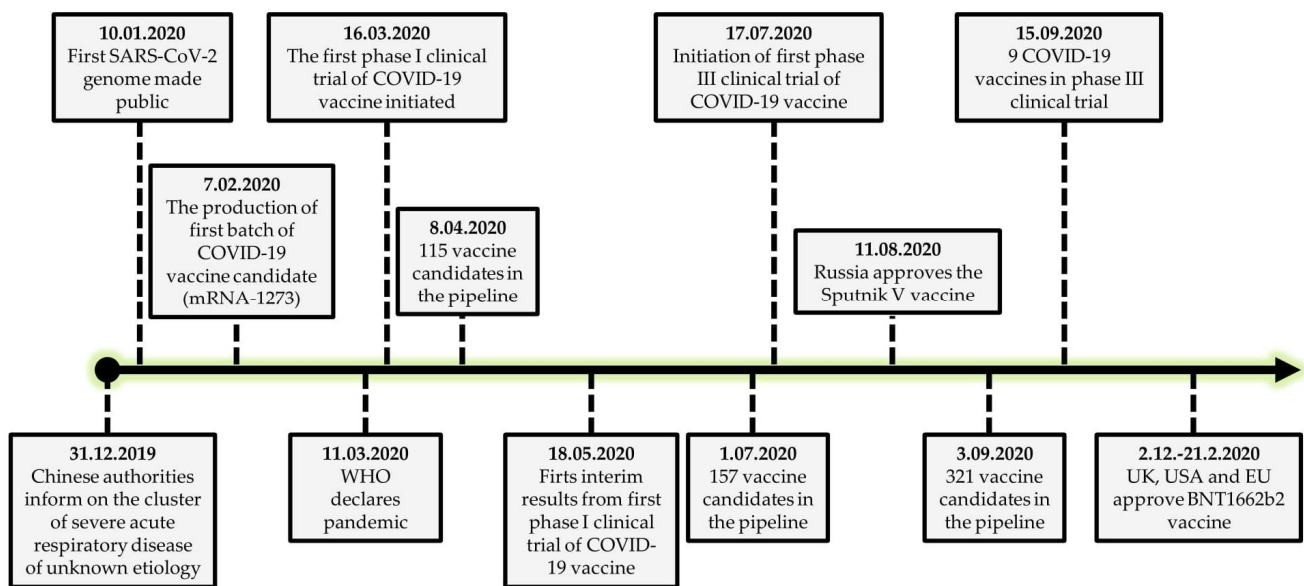 10.01.2020
First SARS-CoV-2
genome made
public
16.03.2020
The first phase I clinical
trial of COVID-19
vaccine initiated
17.07.2020
Initiation of first phase
III clinical trial of
COVID-19 vaccine
15.09.2020
9 COVID-19
vaccines in phase III
clinical trial
7.02.2020
The production of
first batch of
COVID-19
vaccine candidate
(mRNA-1273)
8.04.2020
115 vaccine
candidates in
the pipeline
11.08.2020
Russia approves the
Sputnik V vaccine
31.12.2019
Chinese authorities
inform on the cluster
of severe acute
respiratory disease
of unknown etiology
11.03.2020
WHO
declares
pandemic
18.05.2020
Firts interim
results from first
phase I clinical
trial of COVID-
19 vaccine
1.07.2020
157 vaccine
candidates in
the pipeline
3.09.2020
321 vaccine
candidates in
the pipeline
2.12.-21.2.2020
UK, USA and EU
approve BNT1662b2
vaccine